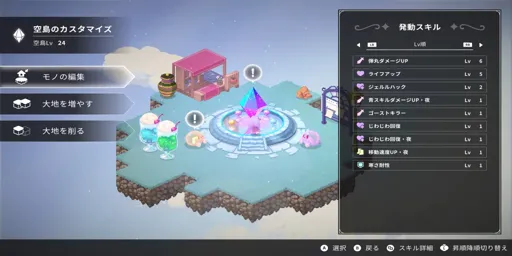 空島のカスタマイズ
空島Lv 24
モノの編集
大地を増やす
大地を削る
発動スキル
Lv順
弾丸ダメージUP Lv 6
ライフアップ Lv 5
ジェルルハック Lv 2
青スキルダメージUP・夜 Lv 1
ゴーストキラー Lv 1
じわじわ回復 Lv 1
じわじわ回復・夜 Lv 1
移動速度UP・夜 Lv 1
寒さ耐性 Lv 1
A 選択 B 戻る スキル詳細 昇順降順切り替え